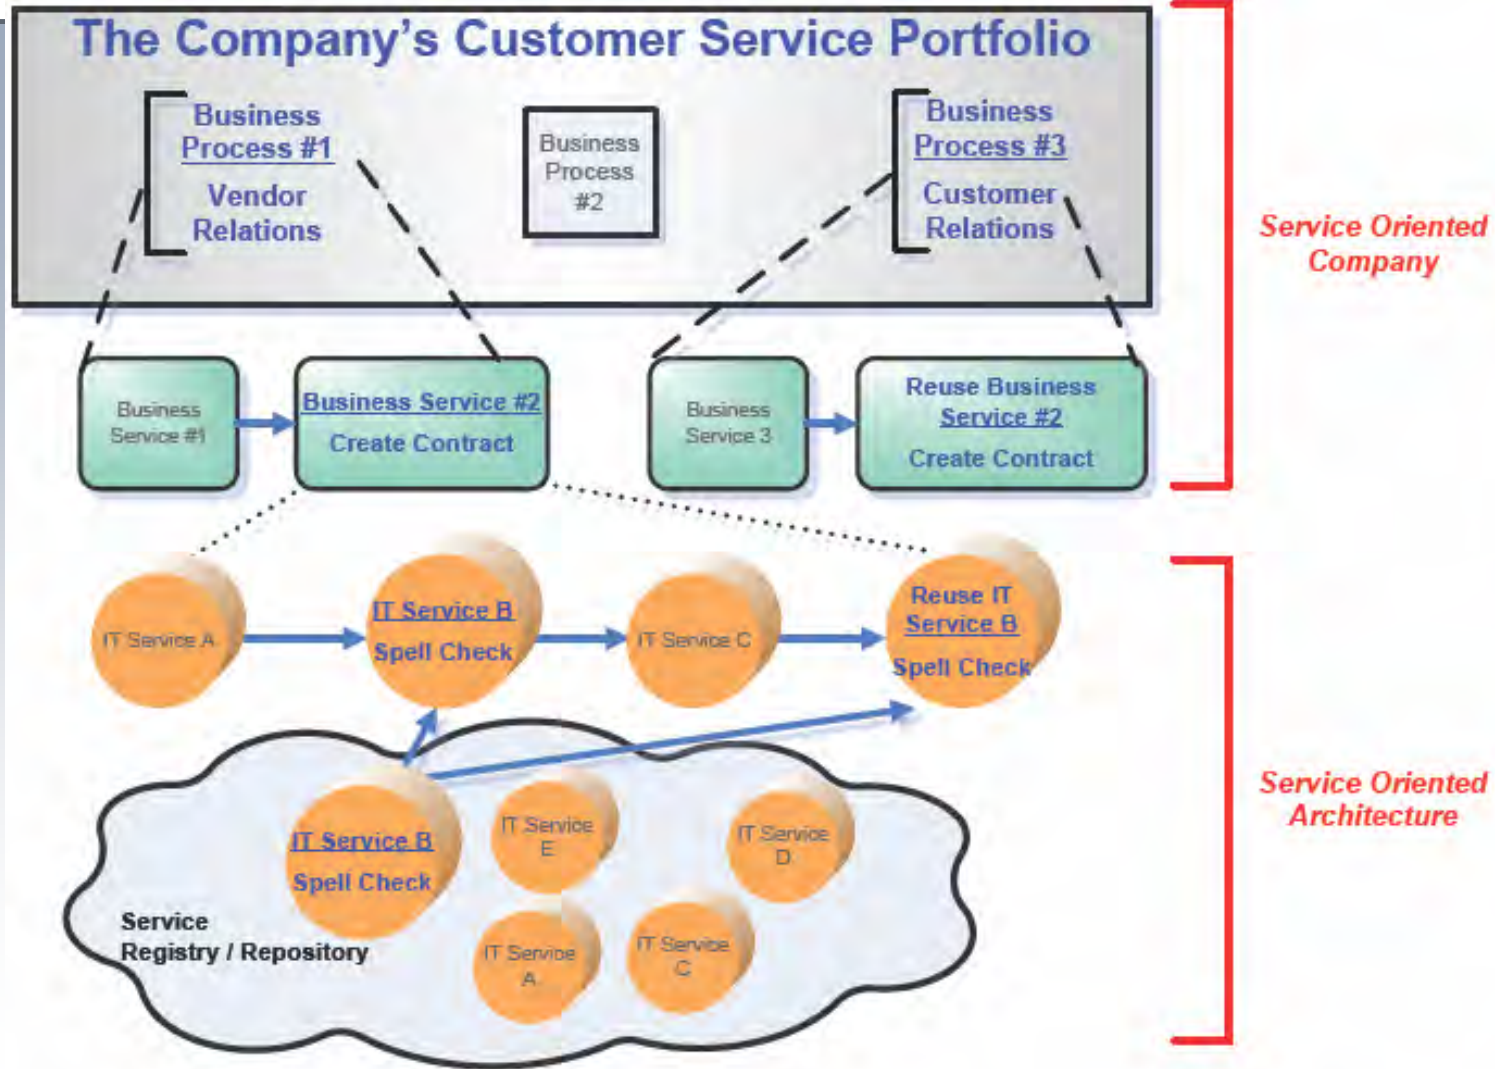 The Company's Customer Service Portfolio
Business
Process #1
Vendor
Relations
Business
Process
#2
Business
Process #3
Customer
Relations
Service Oriented
Company
Business
Service #1
Business Service #2
Create Contract
Business
Service 3
Reuse Business
Service #2
Create Contract
IT Service A
IT Service B
Spell Check
IT Service C
Reuse IT
Service B
Spell Check
Service Oriented
Architecture
IT Service B
Spell Check
IT Service
E
IT Service
D
Service
Registry / Repository
IT Service
A
IT Service
C